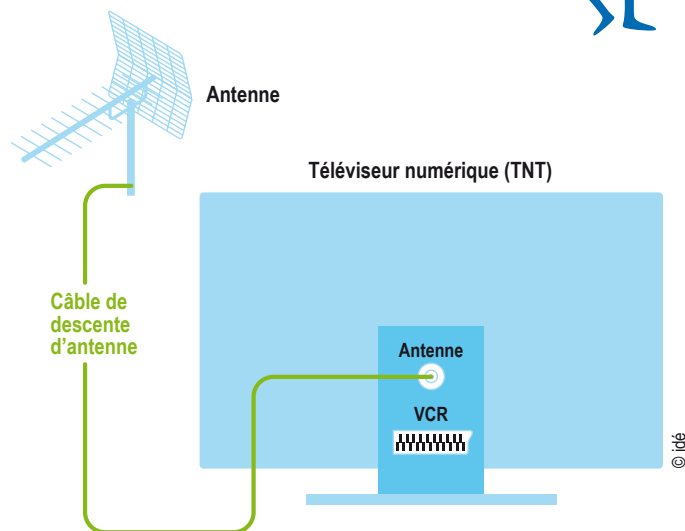 Antenne
Téléviseur numérique (TNT)
Câble de
descente
d'antenne
Antenne
VCR
© idé